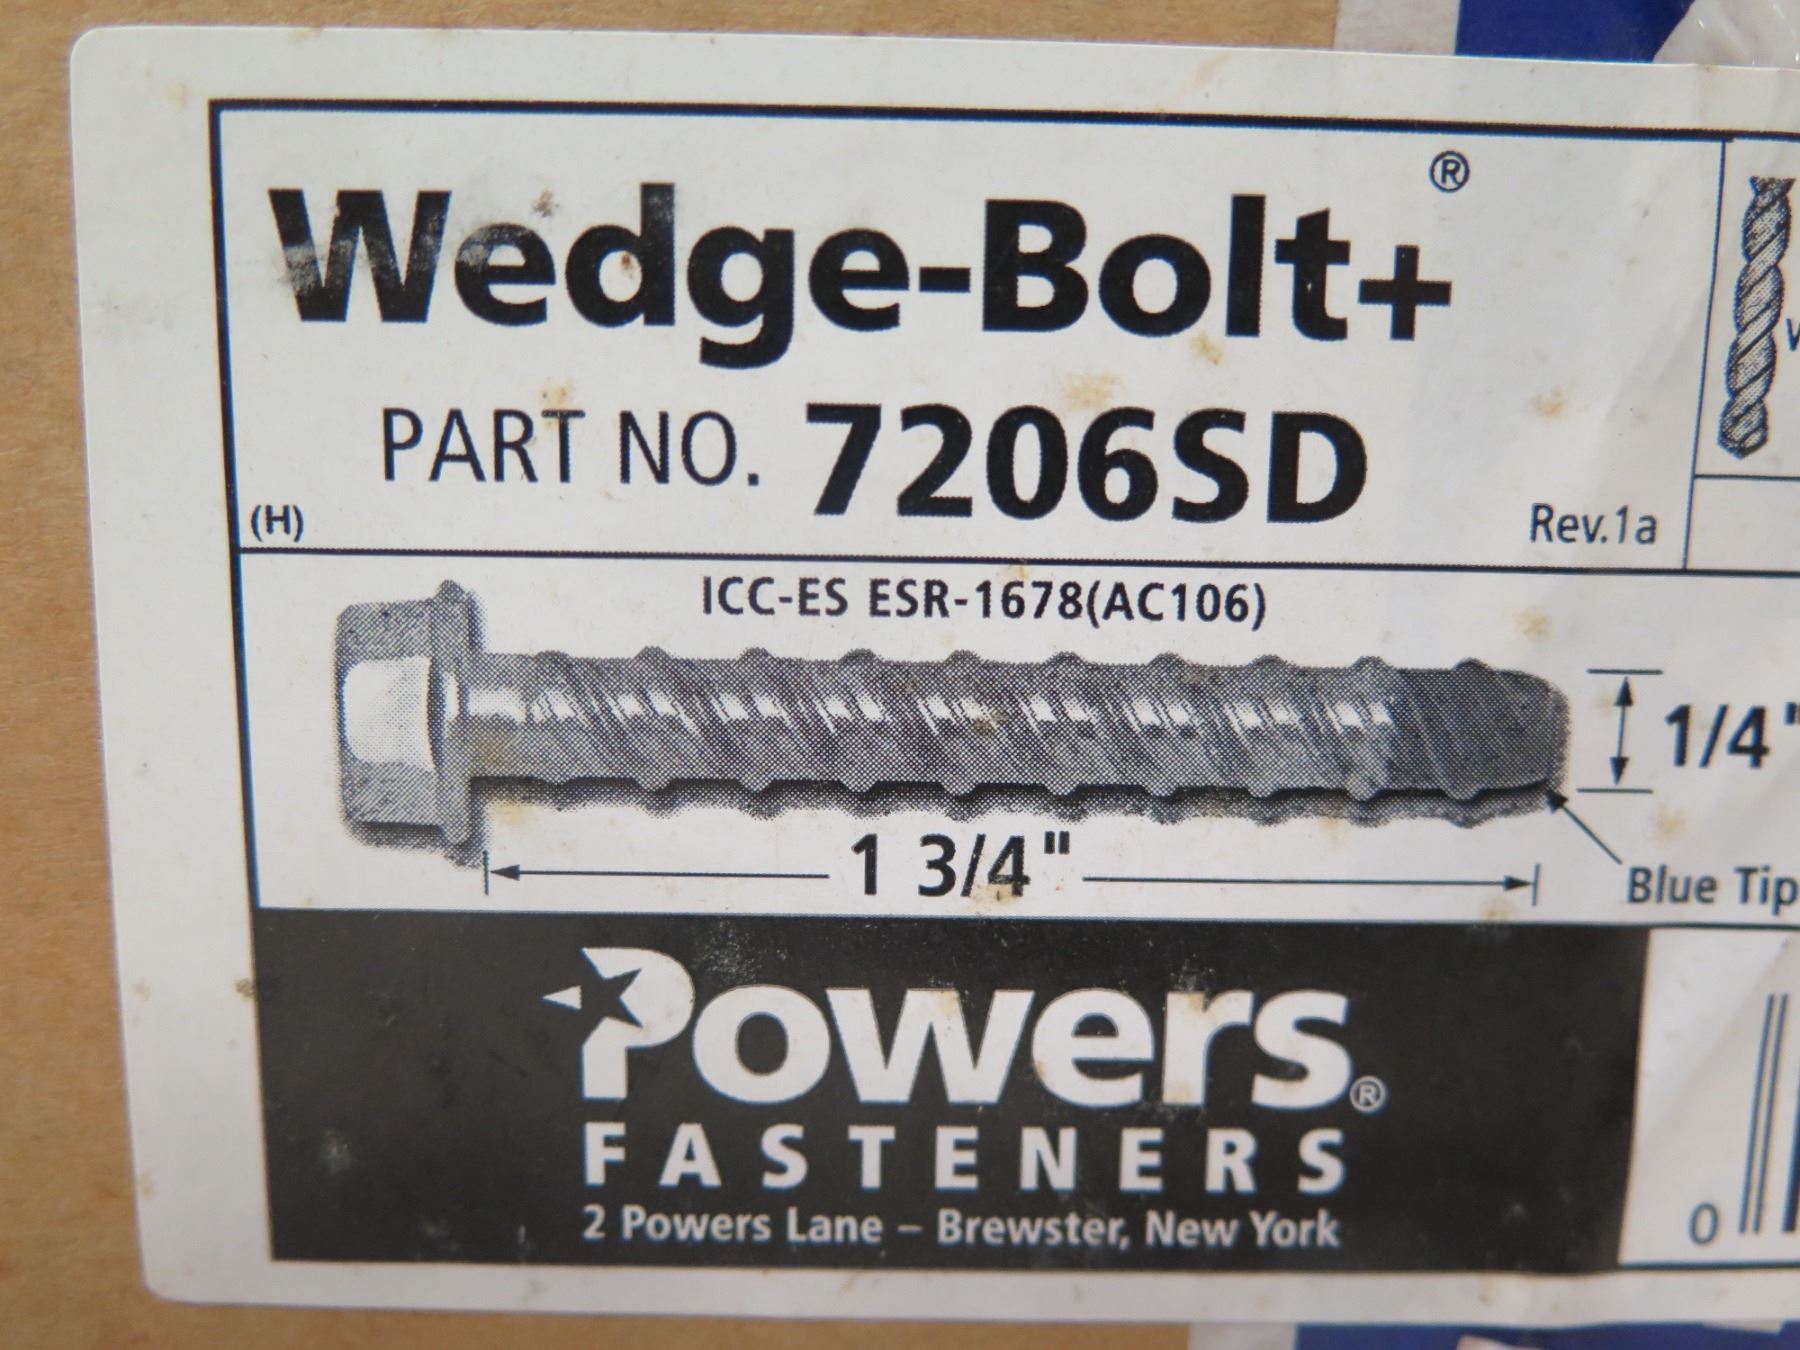 Wedge-Bolt+®
PART NO. 7206SD
(H)
Rev.1a
ICC-ES ESR-1678(AC106)
1/4"
1 3/4"
Blue Tip
Powers®
FASTENERS
2 Powers Lane – Brewster, New York
0